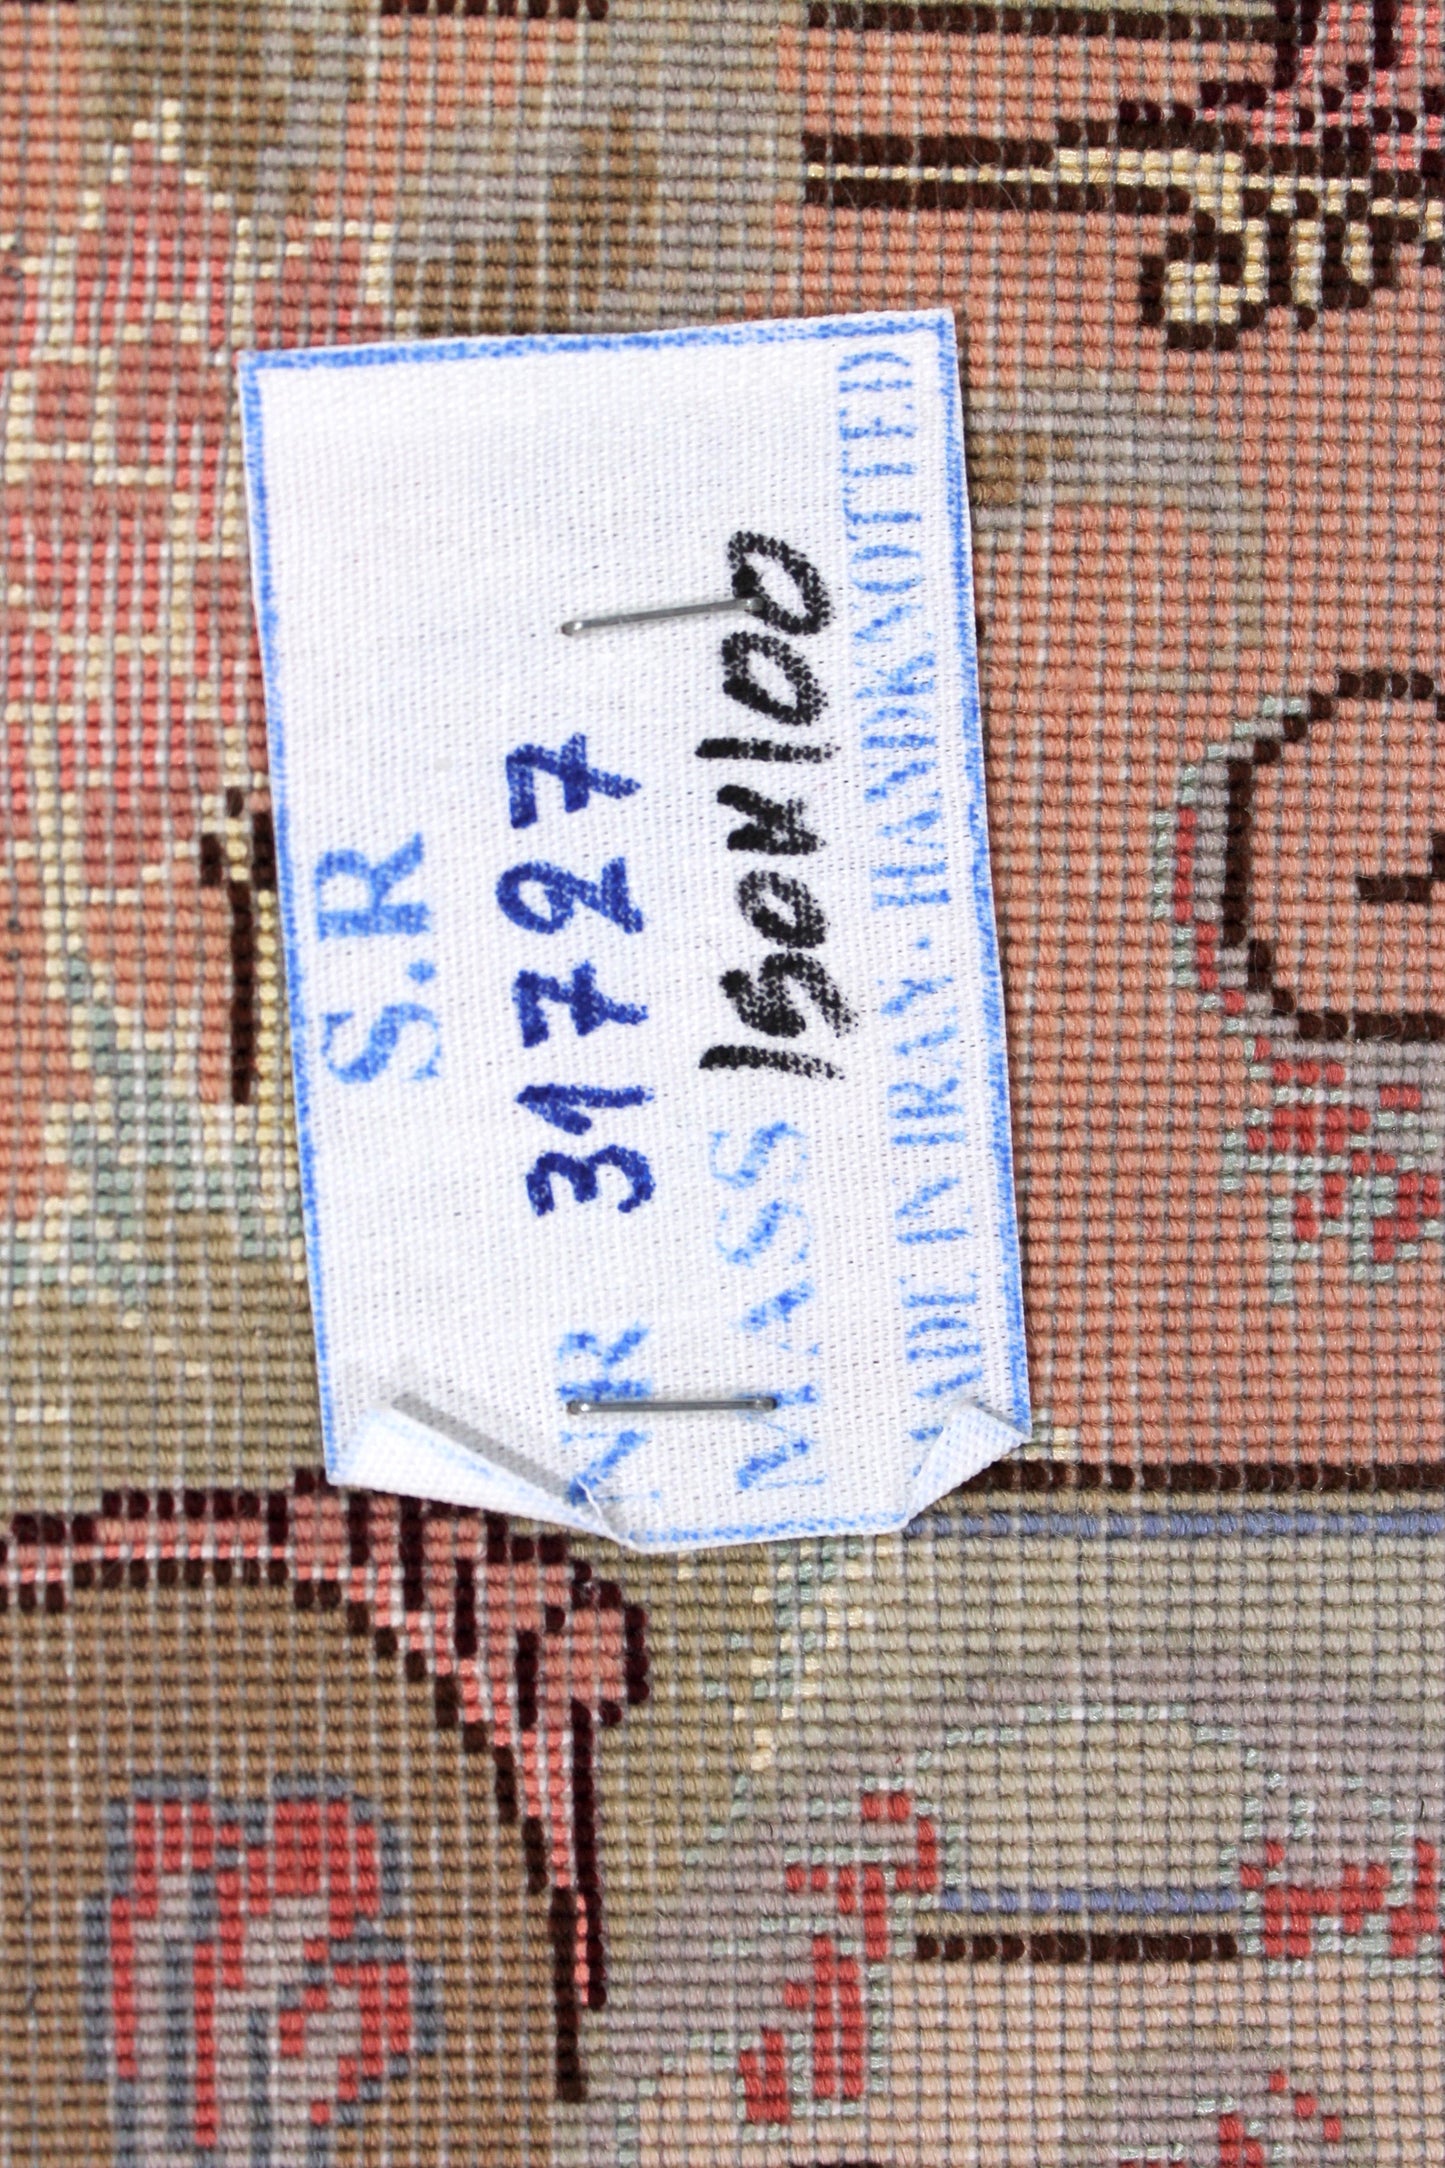 S.R
NR 31727
MASS 150x100
MADE IN IRAN. HANDKNOTTED